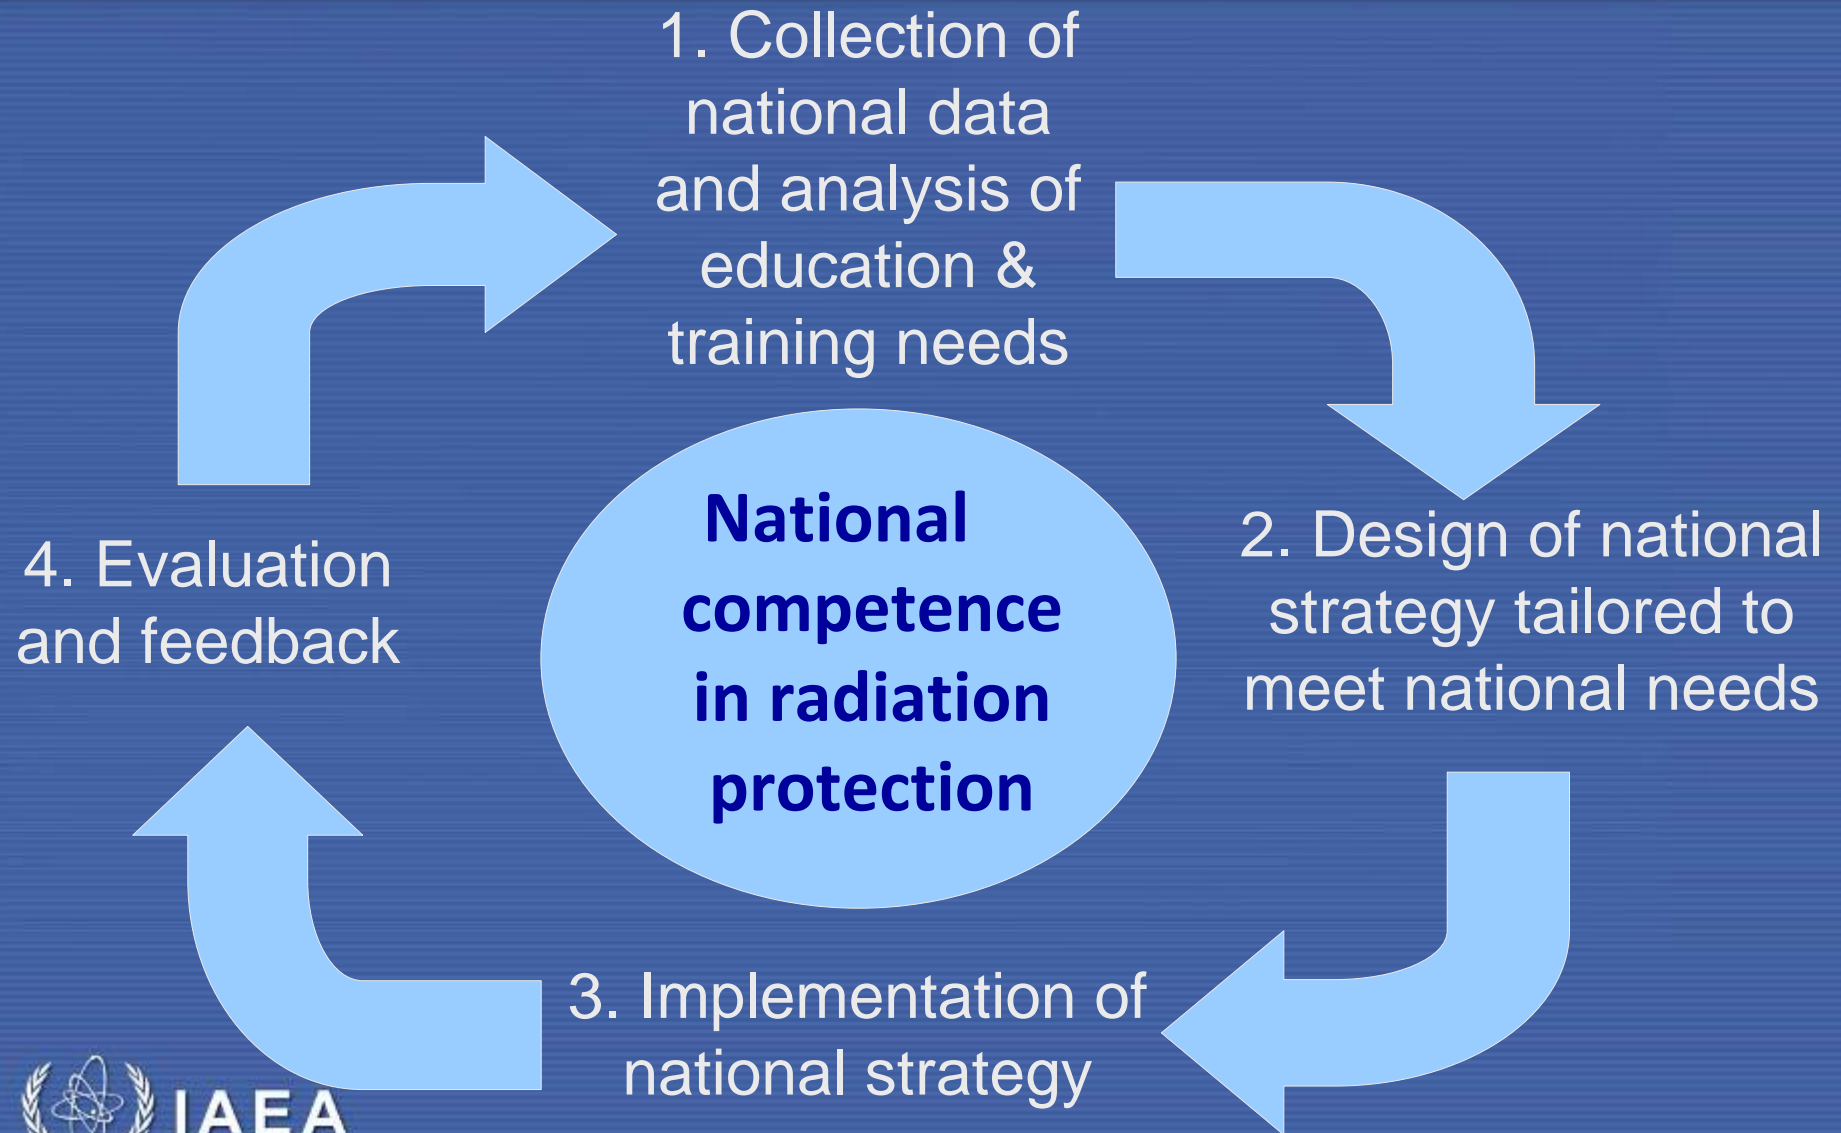 1. Collection of
national data
and analysis of
education &
training needs
National
competence
in radiation
protection
2. Design of national
strategy tailored to
meet national needs
4. Evaluation
and feedback
3. Implementation of
national strategy
IAEA